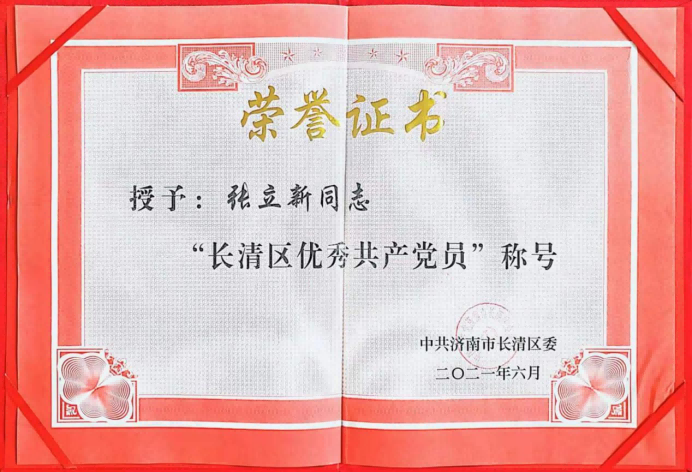 荣誉证书
授予：张立新同志
“长清区优秀共产党员”称号
中共济南市长清区委
二〇二一年六月